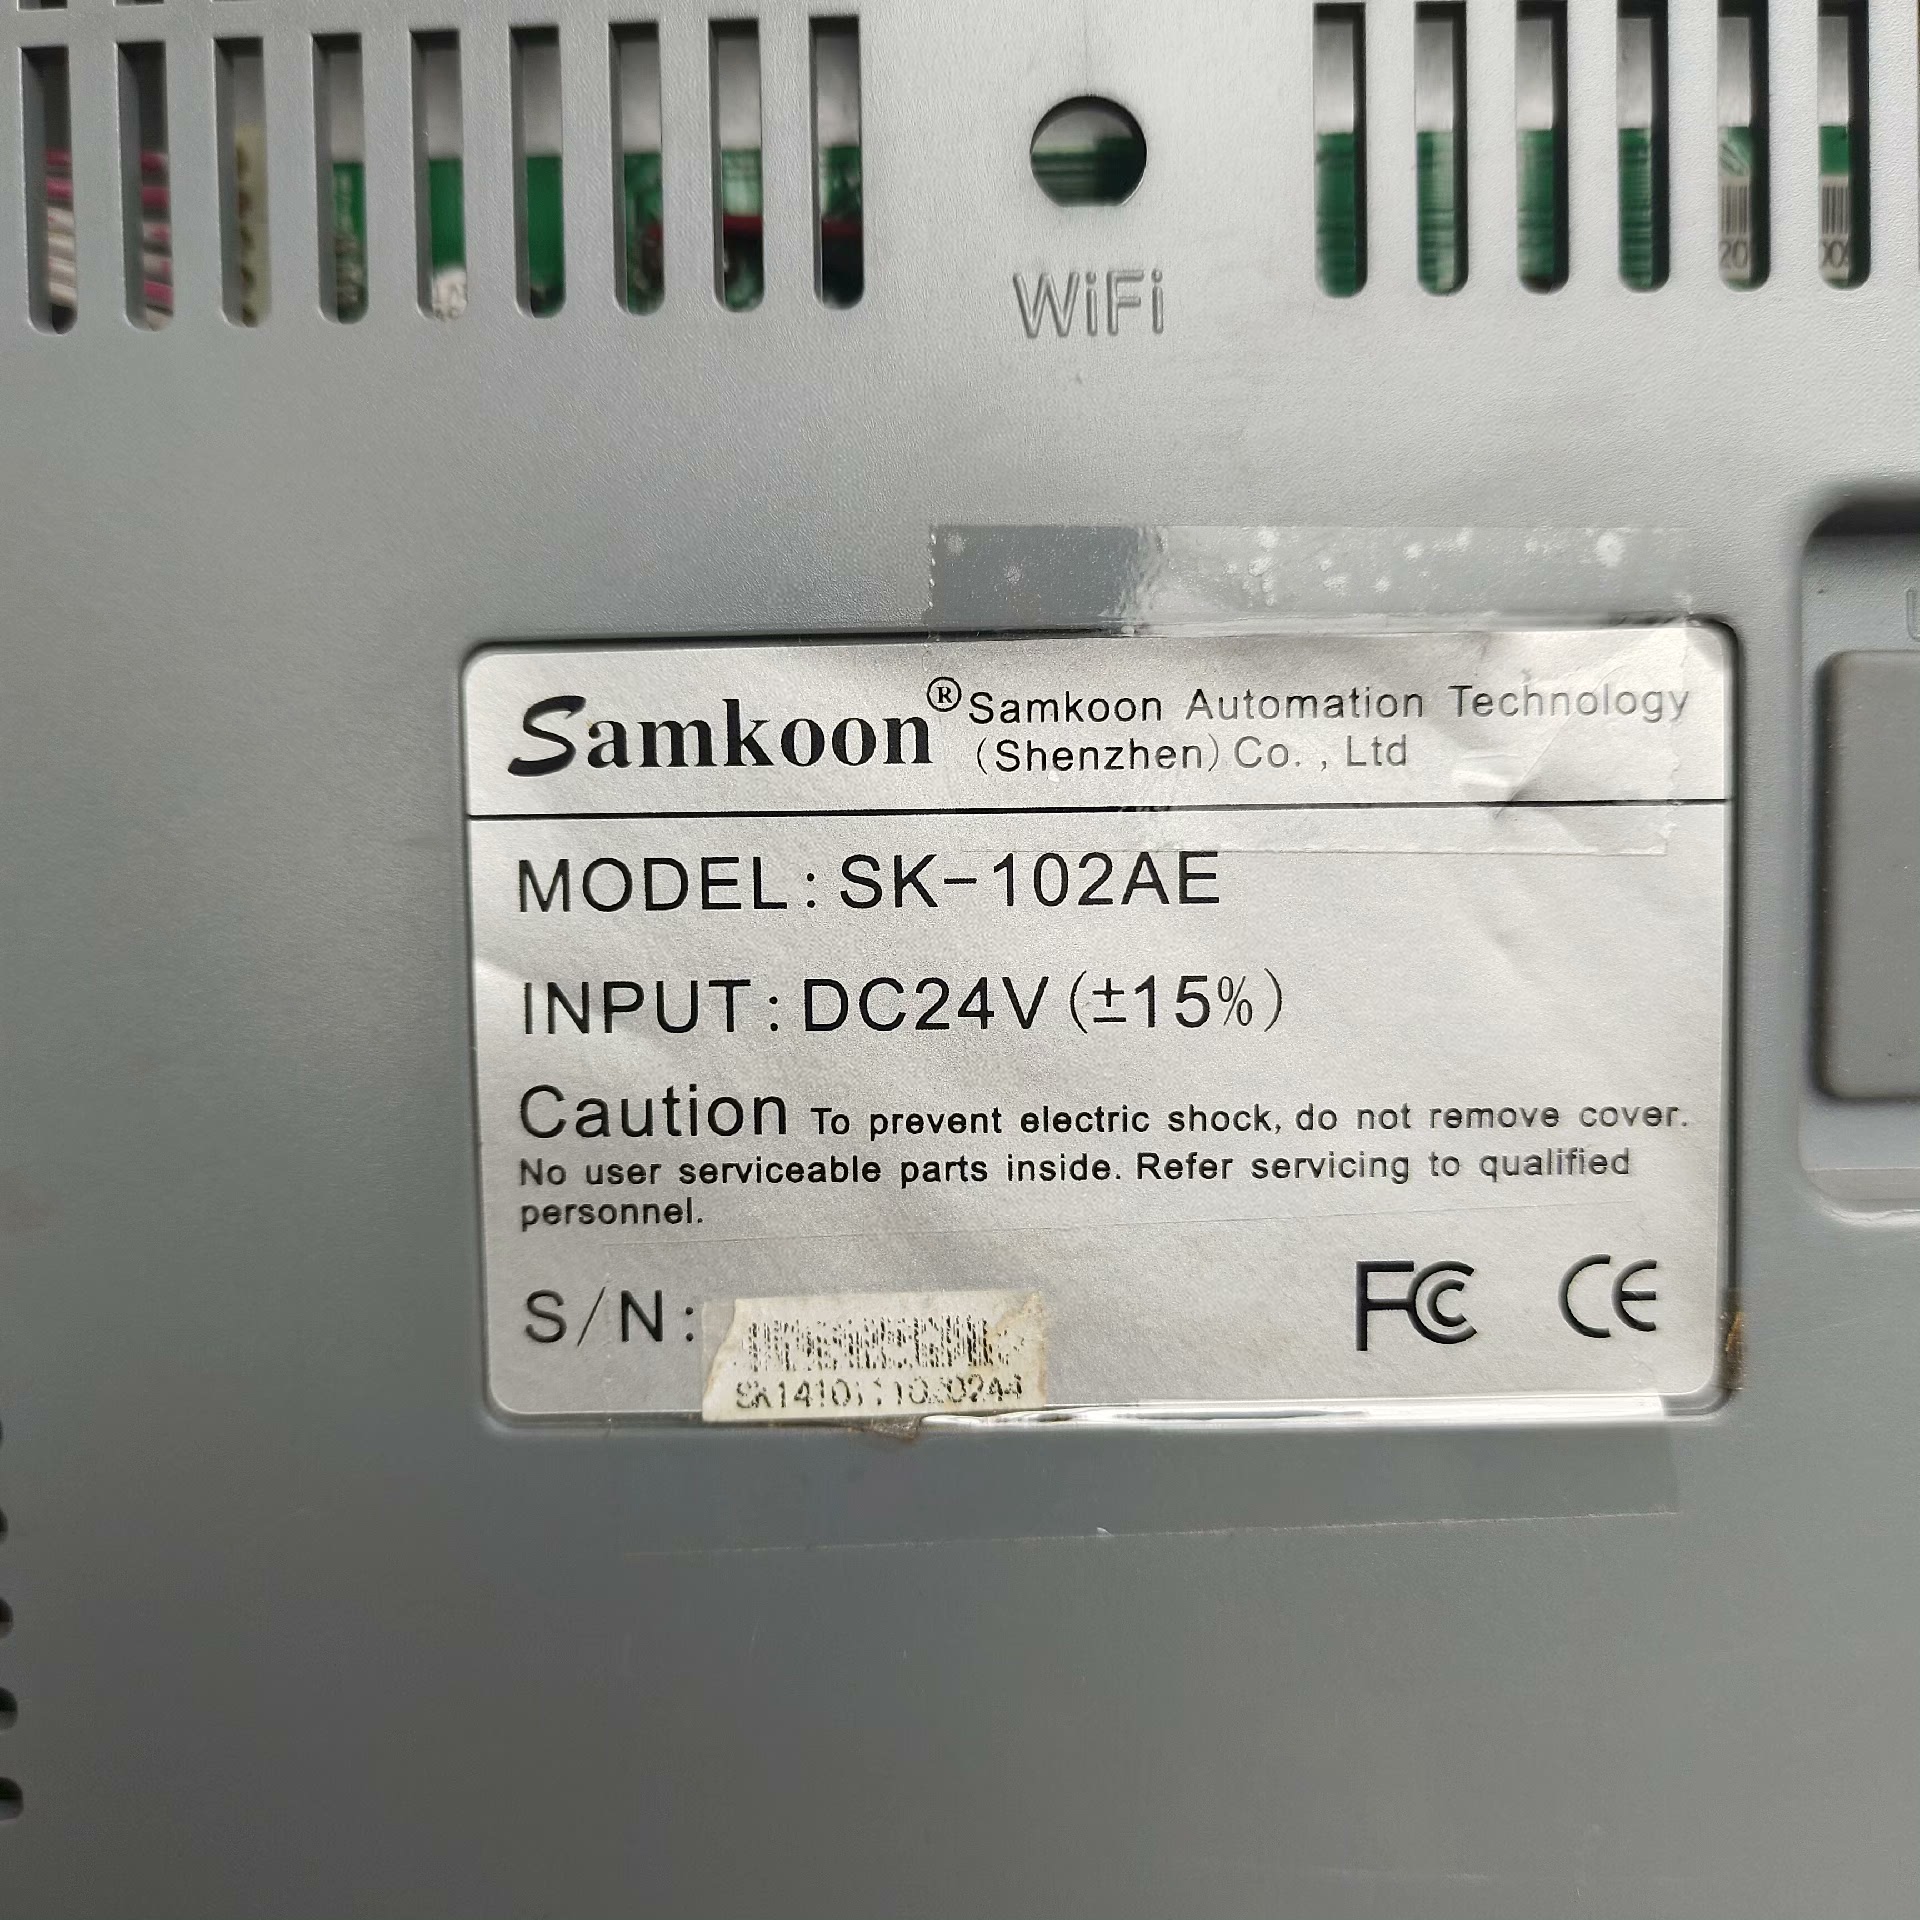 WiFi
Samkoon® Samkoon Automation Technology
(Shenzhen) Co., Ltd
MODEL: SK-102AE
INPUT: DC24V (±15%)
Caution To prevent electric shock, do not remove cover.
No user serviceable parts inside. Refer servicing to qualified
personnel.
S/N:
FC CE